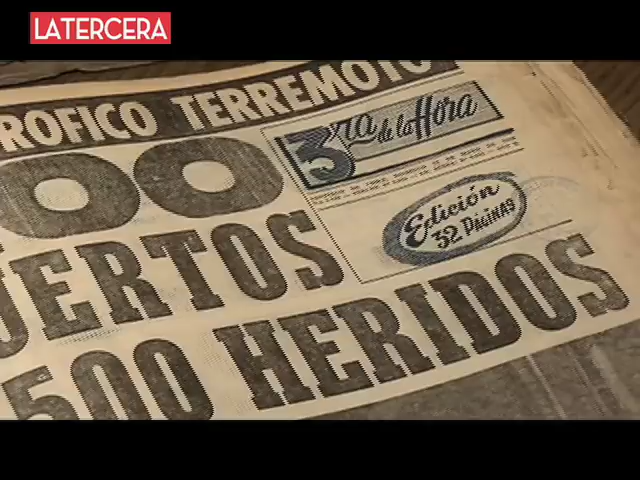 LATERCERA
ROFICO TERREMOTO
3ra de la Hora
00
Edición
32 PÁGINAS
UERTOS
500 HERIDOS